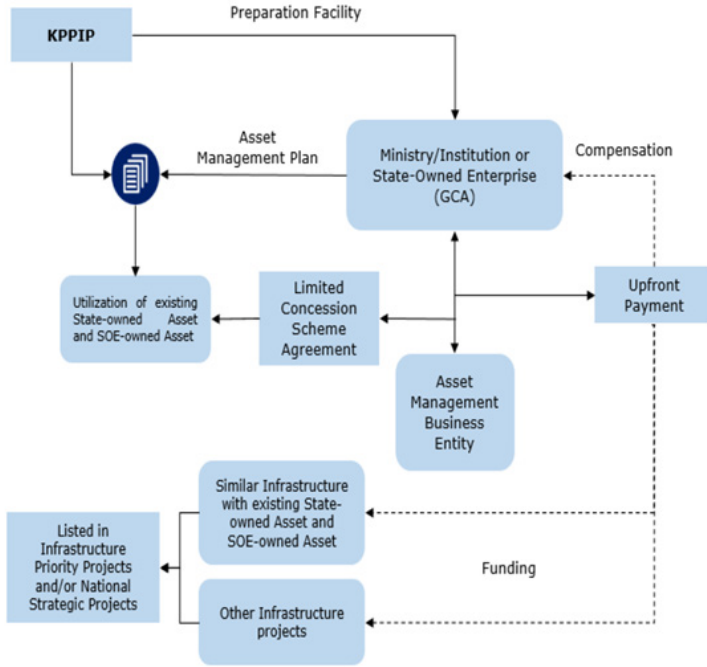 Preparation Facility
KPPIP
Asset
Management Plan
Ministry/Institution or
State-Owned Enterprise
(GCA)
Compensation
Utilization of existing
State-owned Asset
and SOE-owned Asset
Limited
Concession
Scheme
Agreement
Upfront
Payment
Asset
Management
Business
Entity
Similar Infrastructure
with existing State-
owned Asset and
SOE-owned Asset
Listed in
Infrastructure
Priority Projects
and/or National
Strategic Projects
Funding
Other Infrastructure
projects